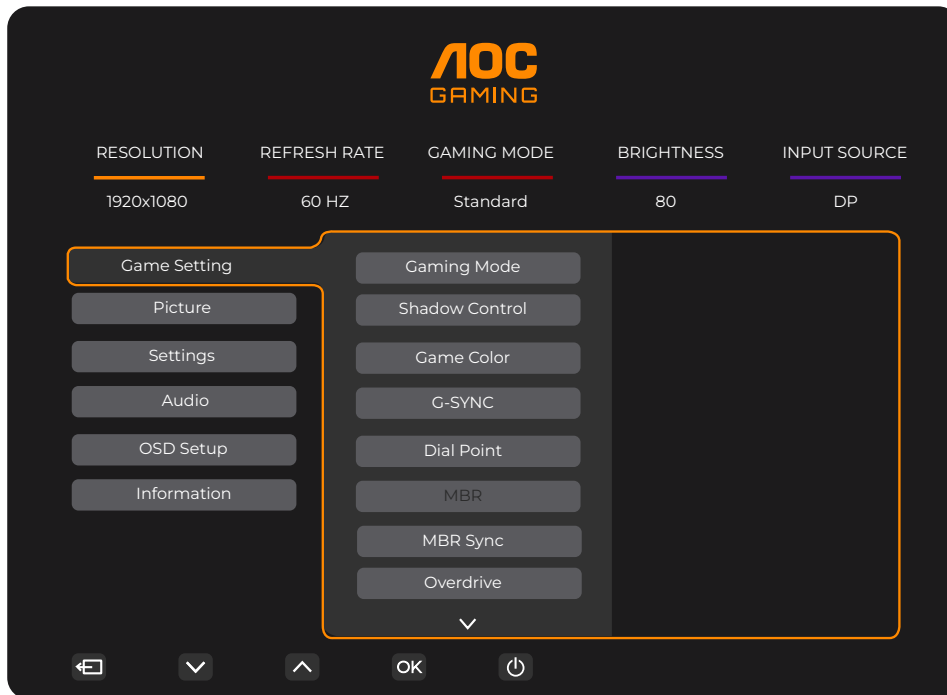 AOC
GAMING
RESOLUTION REFRESH RATE GAMING MODE BRIGHTNESS INPUT SOURCE
1920x1080 60 HZ Standard 80 DP
Game Setting
Picture
Settings
Audio
OSD Setup
Information
Gaming Mode
Shadow Control
Game Color
G-SYNC
Dial Point
MBR
MBR Sync
Overdrive
OK